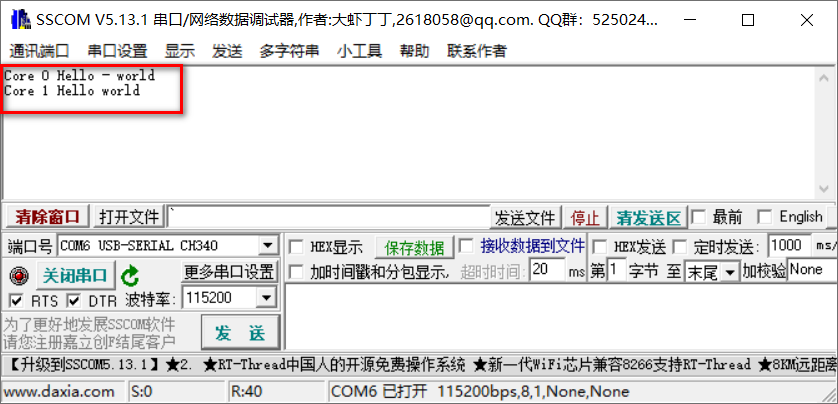 SSCOM V5.13.1 串口/网络数据调试器,作者:大虾丁丁,2618058@qq.com. QQ群: 525024...
通讯端口 串口设置 显示 发送 多字符串 小工具 帮助 联系作者
Core 0 Hello - world
Core 1 Hello world
清除窗口 打开文件 ` 发送文件 停止 清发送区 最前 English
端口号 COM6 USB-SERIAL CH340 HEX显示 保存数据 接收数据到文件 HEX发送 定时发送: 1000 ms/
关闭串口 更多串口设置 加时间戳和分包显示, 超时时间: 20 ms 第1 字节 至 末尾 加校验None
RTS DTR 波特率: 115200
为了更好地发展SSCOM软件
请您注册嘉立创F结尾客户
发 送
【升级到SSCOM5.13.1】★2. ★RT-Thread中国人的开源免费操作系统 ★新一代WiFi芯片兼容8266支持RT-Thread ★8KM远距离
www.daxia.com S:0 R:40 COM6 已打开 115200bps,8,1,None,None